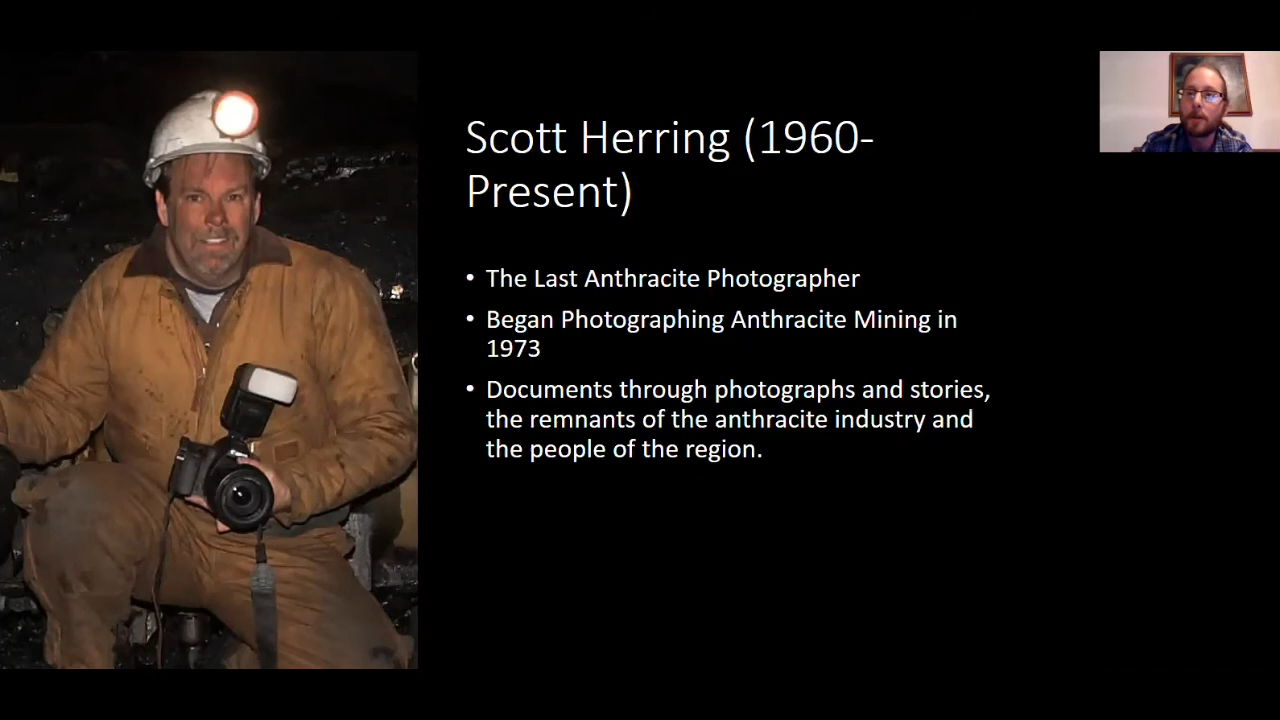 Scott Herring (1960-
Present)
• The Last Anthracite Photographer
• Began Photographing Anthracite Mining in
1973
• Documents through photographs and stories,
the remnants of the anthracite industry and
the people of the region.